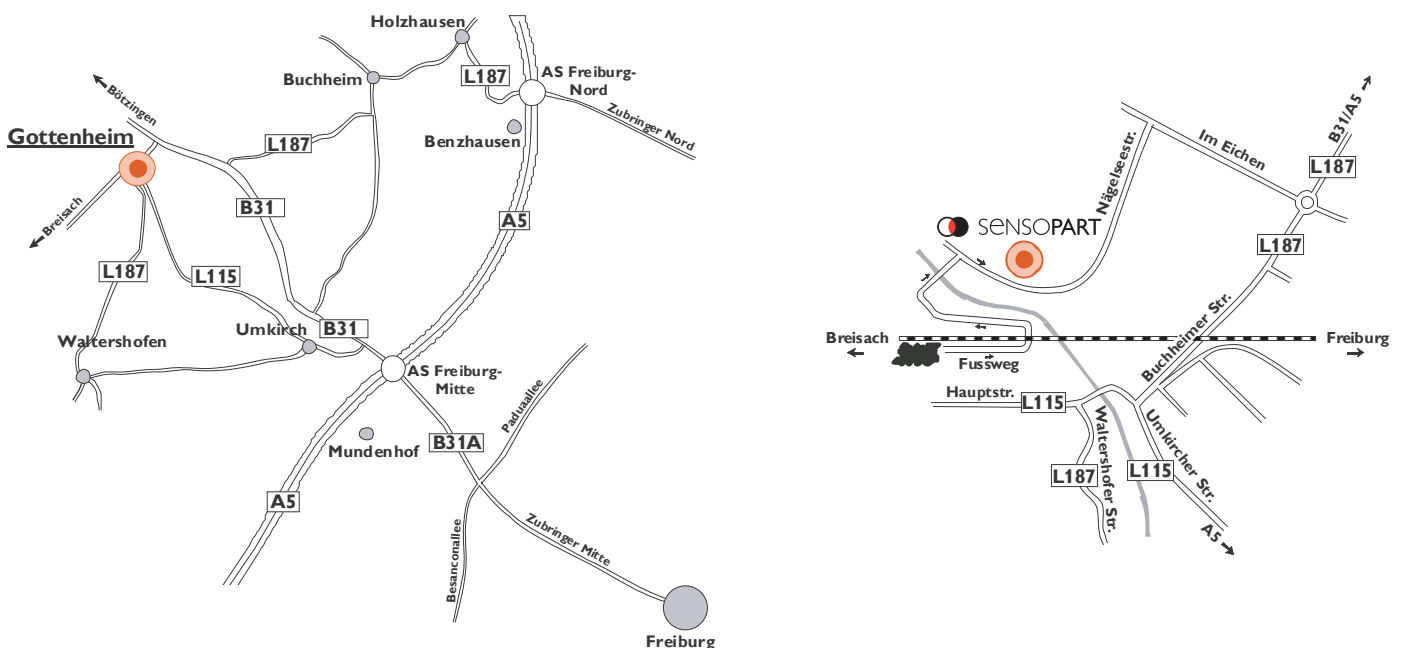 Holzhausen
AS Freiburg-
Nord
L187
Buchheim
Bötzingen
Gottenheim
Benzhausen
Zubringer Nord
L187
Breisach
B31
A5
L187
L115
Umkirch
B31
Waltershofen
AS Freiburg-
Mitte
Paduaallee
Mundenhof
B31A
A5
Besanconallee
Zubringer Mitte
Freiburg
B31/A5
Im Eichen
L187
Nägelseestr.
SENSOPART
L187
Buchheimer Str.
Breisach
Freiburg
Fussweg
Hauptstr.
L115
Waltershofer Str.
Umkircher Str.
L187
L115
A5